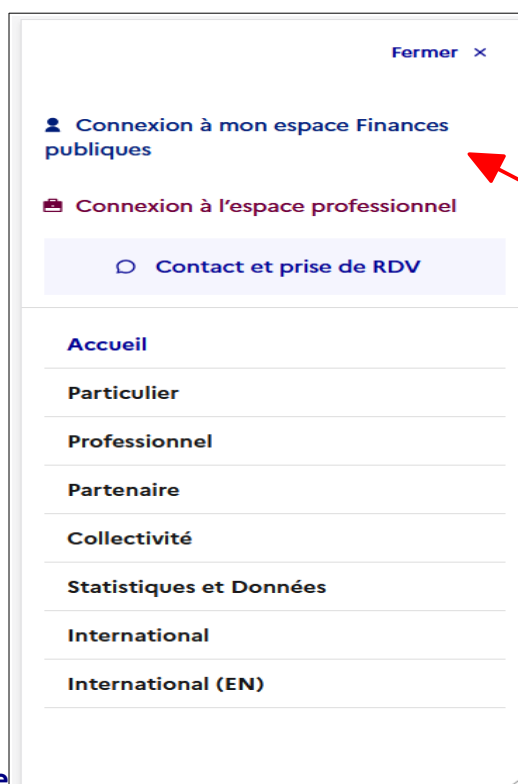 Fermer ×
Connexion à mon espace Finances
publiques
Connexion à l'espace professionnel
Contact et prise de RDV
Accueil
Particulier
Professionnel
Partenaire
Collectivité
Statistiques et Données
International
International (EN)
e